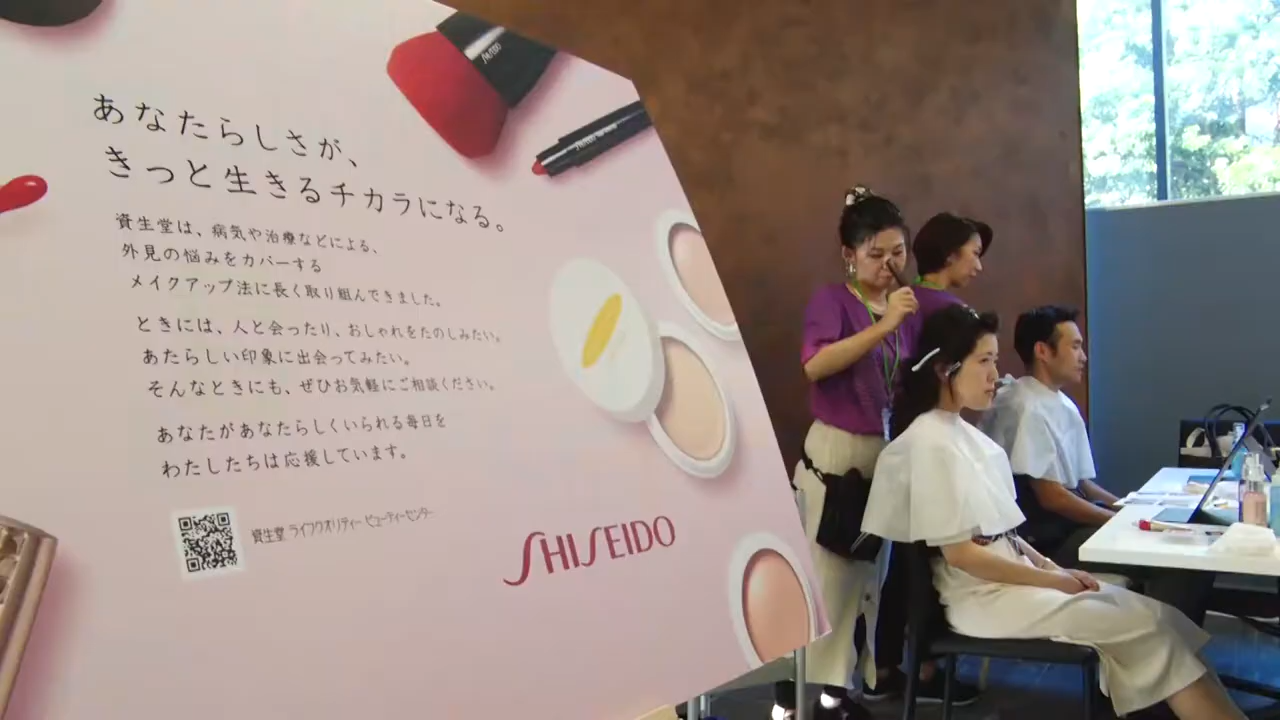 あなたらしさが、
きっと生きるチカラになる。
資生堂は、病気や治療などによる、
外見の悩みをカバーする
メイクアップ法に長く取り組んできました。
ときには、人と会ったり、おしゃれをたのしみたい。
あたらしい印象に出会ってみたい。
そんなときにも、ぜひお気軽にご相談ください。
あなたがあなたらしくいられる毎日を
わたしたちは応援しています。
資生堂 ライフクオリティー ビューティーセンター
SHISEIDO
SHISEIDO